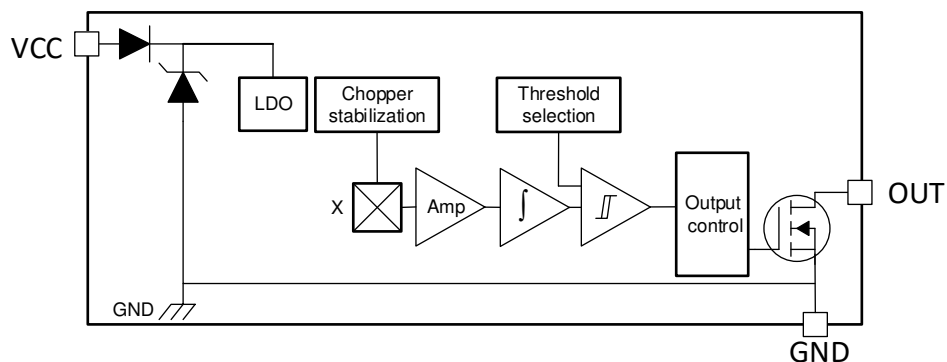 VCC
LDO
Chopper
stabilization
Threshold
selection
X
Amp
∫
Output
control
OUT
GND
GND